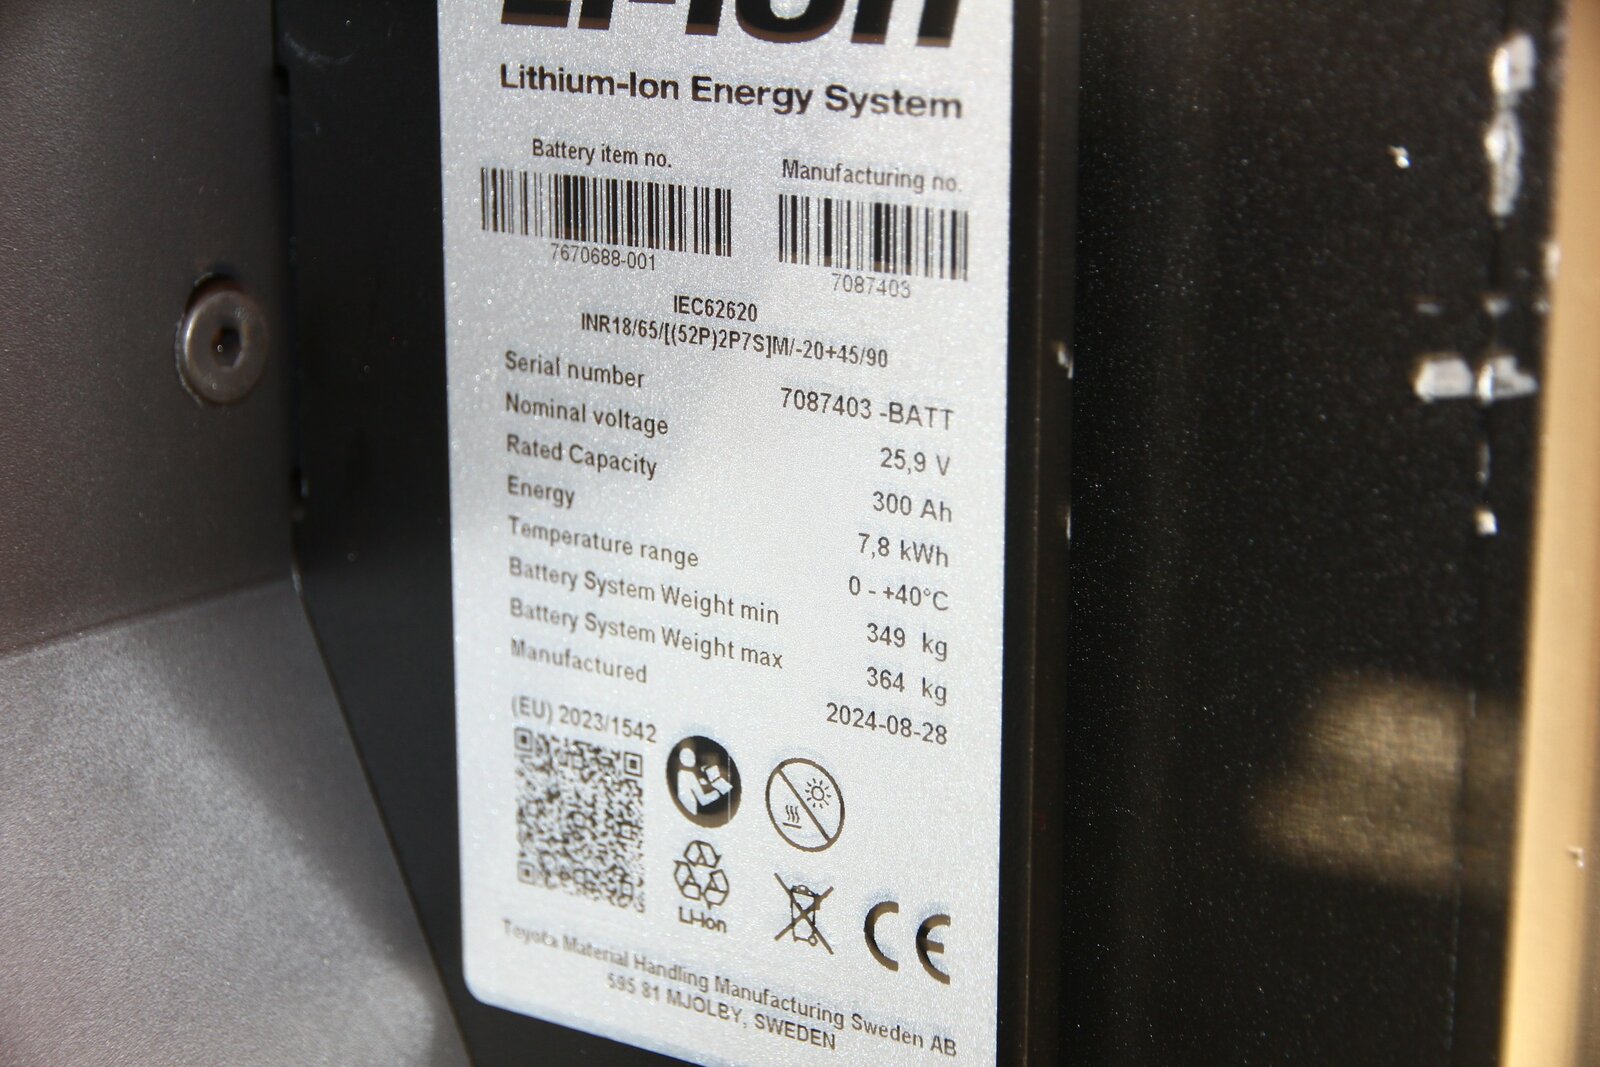 Li-Ion
Lithium-Ion Energy System
Battery item no.
Manufacturing no.
7670688-001
7087403
IEC62620
INR18/65/[(52P)2P7S]M/-20+45/90
Serial number 7087403 -BATT
Nominal voltage 25,9 V
Rated Capacity 300 Ah
Energy 7,8 kWh
Temperature range 0 - +40°C
Battery System Weight min 349 kg
Battery System Weight max 364 kg
Manufactured 2024-08-28
(EU) 2023/1542
Li-Ion
CE
Toyota Material Handling Manufacturing Sweden AB
595 81 MJOLBY, SWEDEN